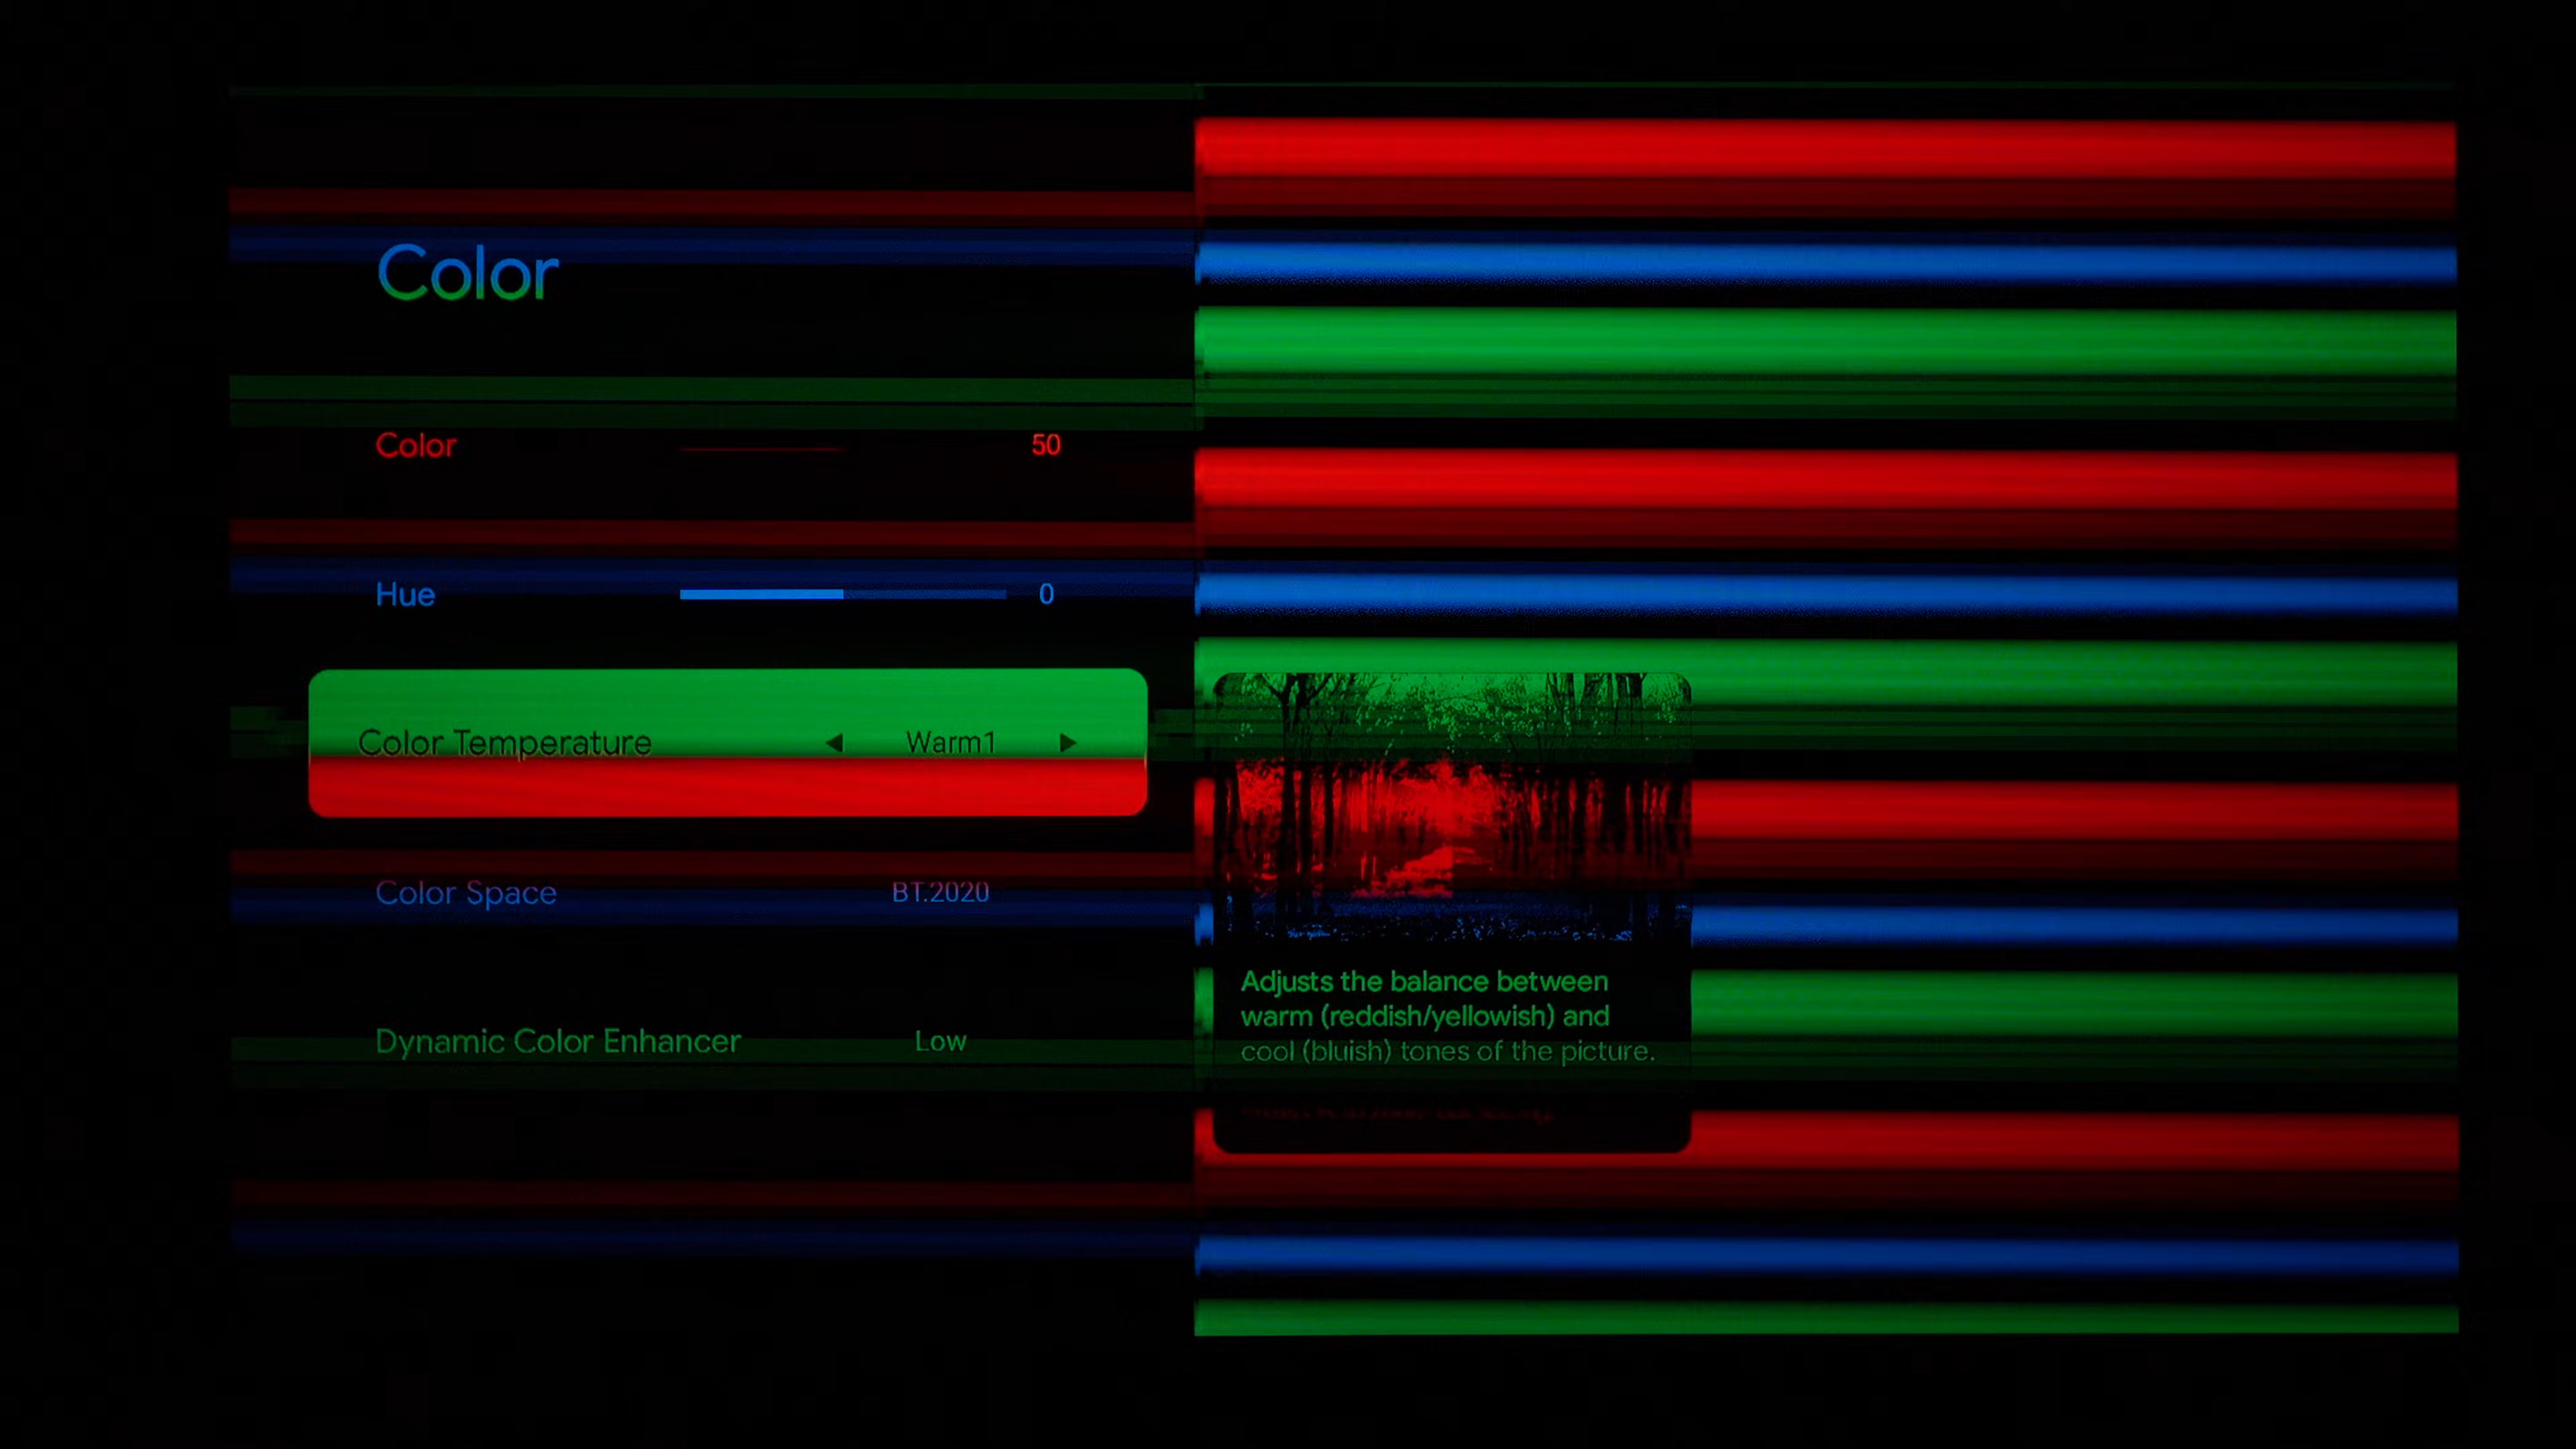 Color
Color 50
Hue 0
Color Temperature ◀ Warm1 ▶
Color Space BT.2020
Dynamic Color Enhancer Low
Adjusts the balance between
warm (reddish/yellowish) and
cool (bluish) tones of the picture.